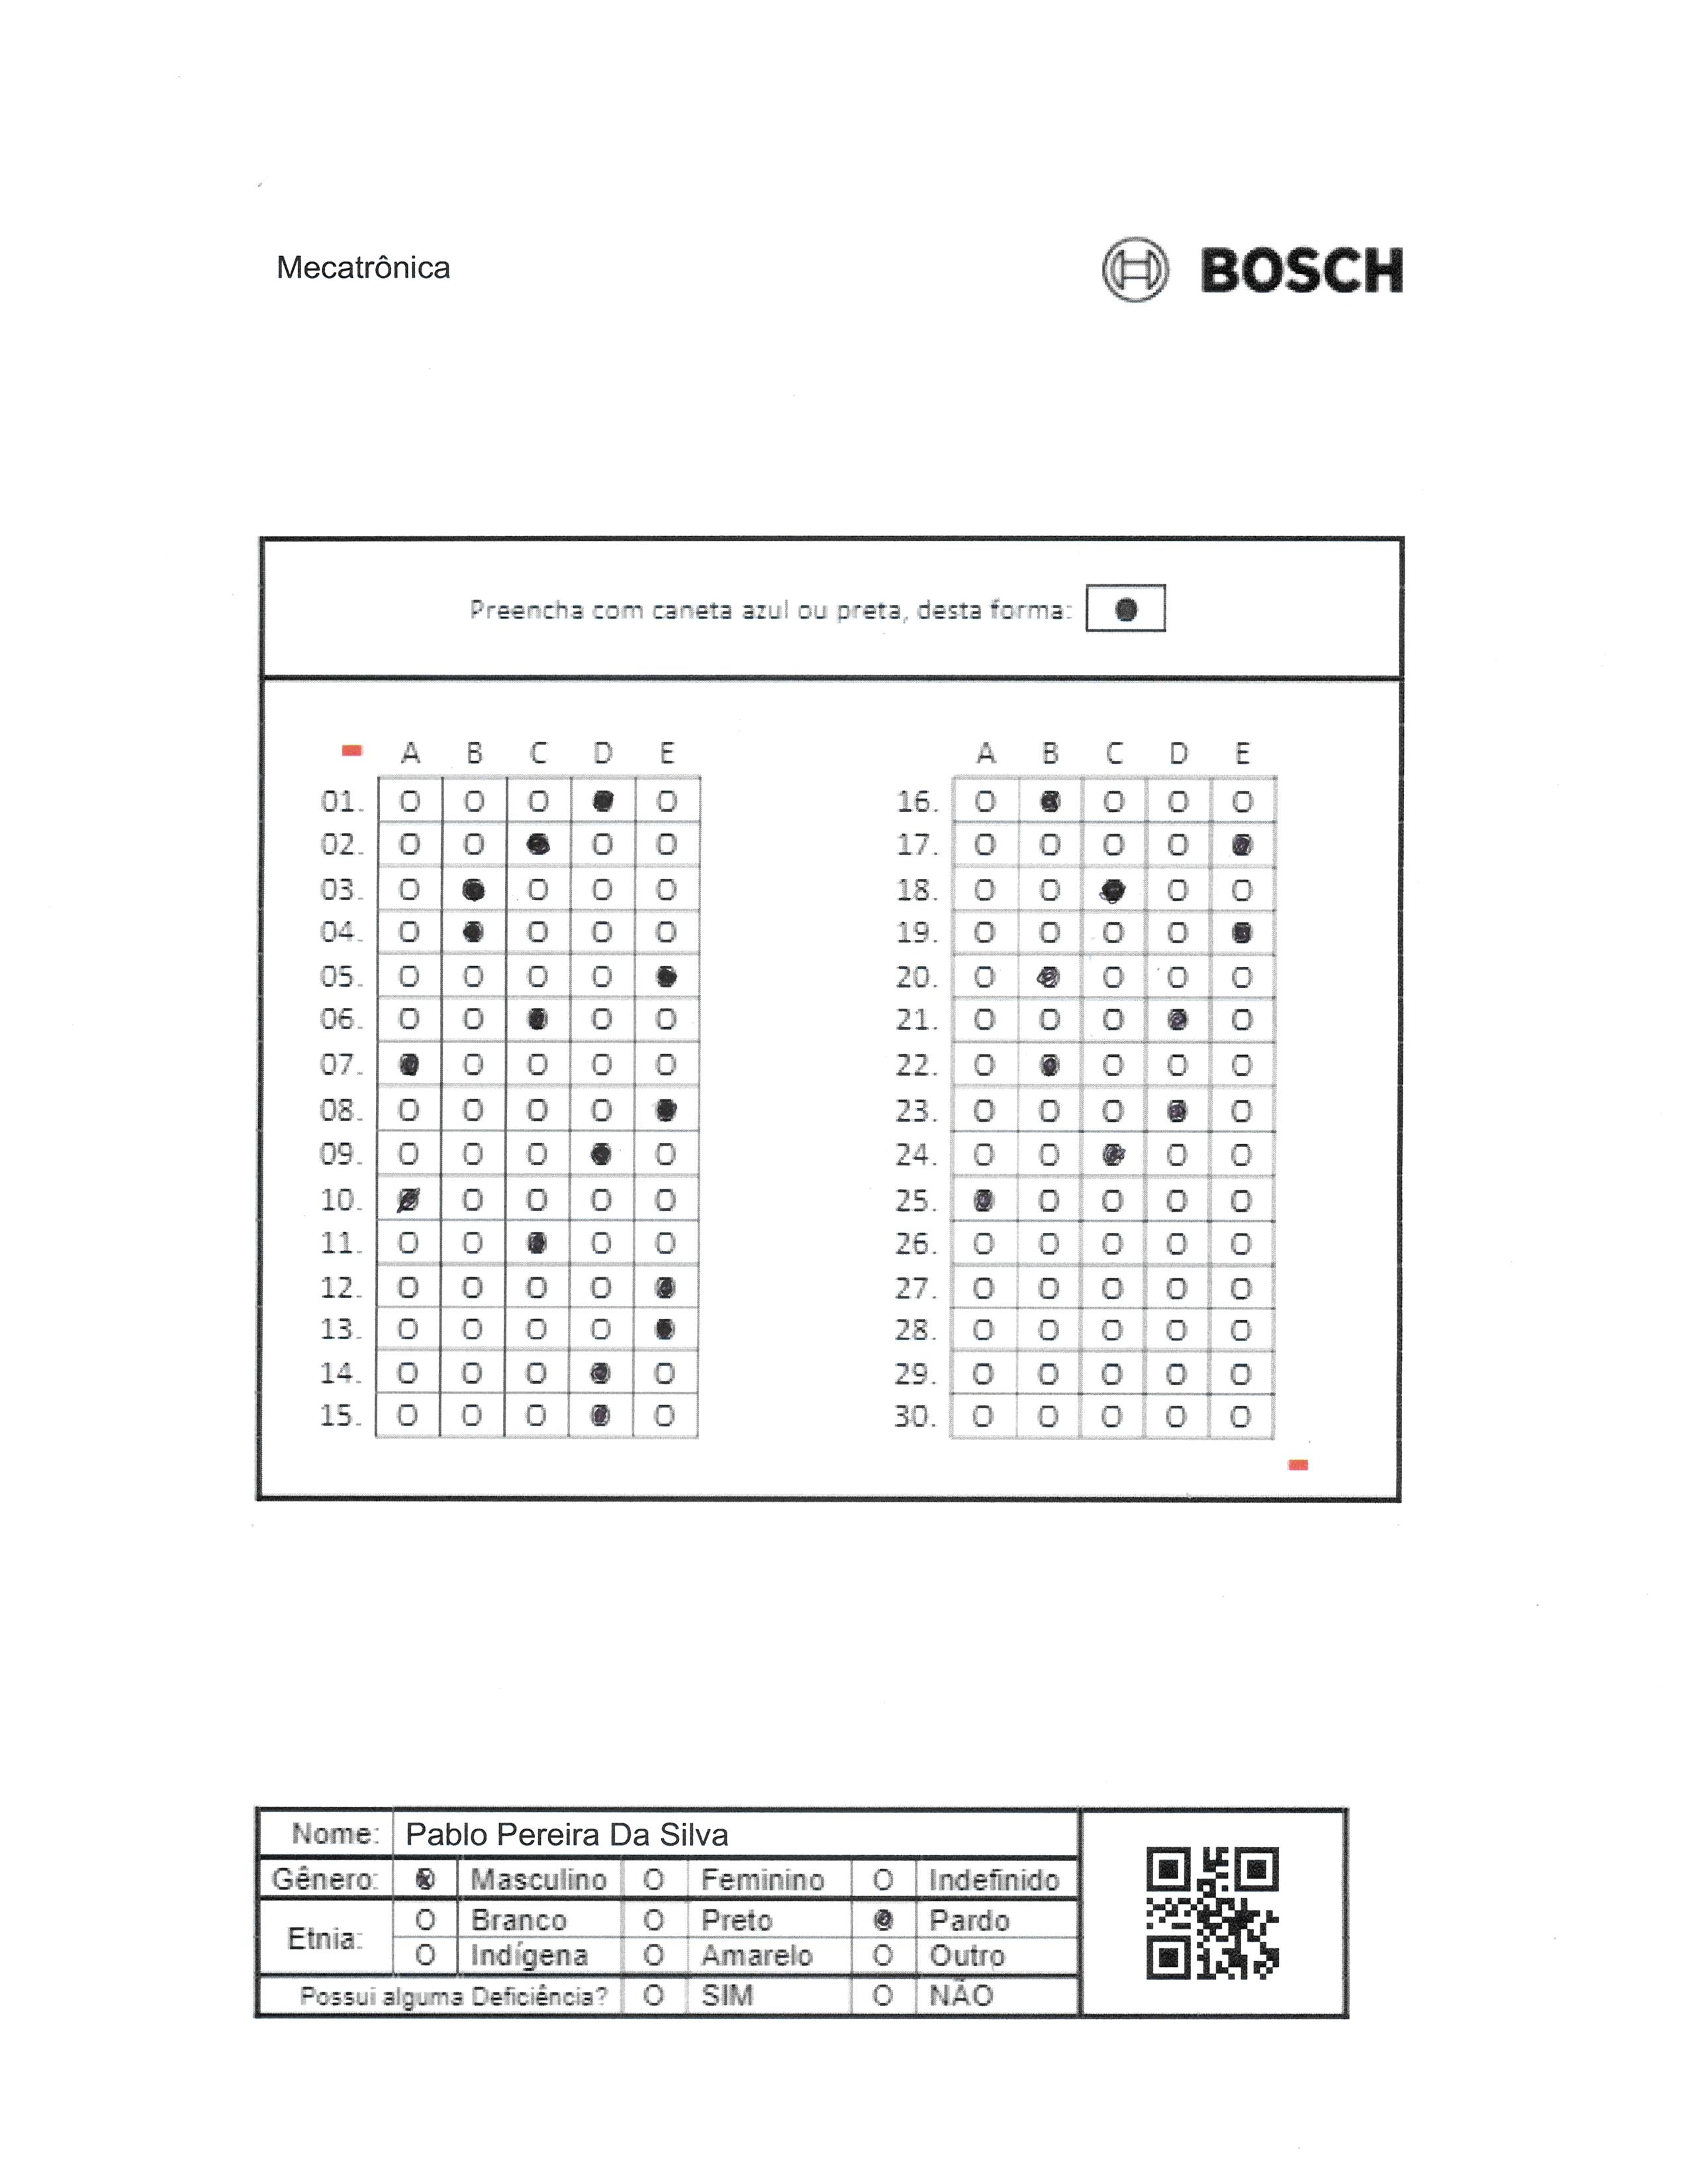 Mecatrônica
BOSCH
Preencha com caneta azul ou preta, desta forma:
A B C D E
01. O O O ● O
02. O O ● O O
03. O ● O O O
04. O ● O O O
05. O O O O ●
06. O O ● O O
07. ● O O O O
08. O O O O ●
09. O O O ● O
10. ● O O O O
11. O O ● O O
12. O O O O ●
13. O O O O ●
14. O O O ● O
15. O O O ● O
A B C D E
16. O ● O O O
17. O O O O ●
18. O O ● O O
19. O O O O ●
20. O ● O O O
21. O O O ● O
22. O ● O O O
23. O O O ● O
24. O O ● O O
25. ● O O O O
26. O O O O O
27. O O O O O
28. O O O O O
29. O O O O O
30. O O O O O
Nome: Pablo Pereira Da Silva
Gênero: ● Masculino O Feminino O Indefinido
Etnia: O Branco O Preto ● Pardo
O Indígena O Amarelo O Outro
Possui alguma Deficiência? O SIM O NÃO